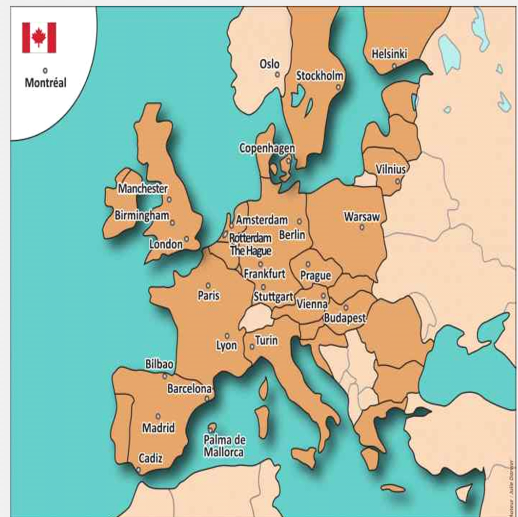 Montréal
Helsinki
Oslo
Stockholm
Copenhagen
Vilnius
Manchester
Birmingham
London
Amsterdam
Rotterdam
The Hague
Berlin
Warsaw
Frankfurt
Prague
Paris
Stuttgart
Vienna
Budapest
Lyon
Turin
Bilbao
Barcelona
Madrid
Palma de
Mallorca
Cadiz